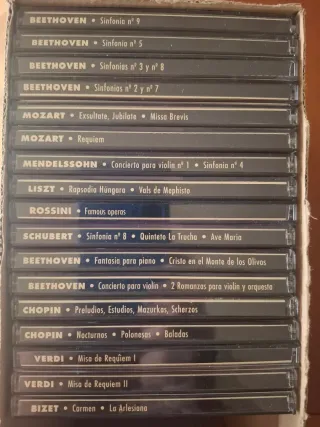 BEETHOVEN • Sinfonía nº 9
BEETHOVEN • Sinfonía nº 5
BEETHOVEN • Sinfonías nº 3 y nº 8
BEETHOVEN • Sinfonías nº 2 y nº 7
MOZART • Exsultate, Jubilate • Missa Brevis
MOZART • Requiem
MENDELSSOHN • Concierto para violín nº 1 • Sinfonía nº 4
LISZT • Rapsodia Húngara • Vals de Mephisto
ROSSINI • Famous operas
SCHUBERT • Sinfonía nº 8 • Quinteto La Trucha • Ave María
BEETHOVEN • Fantasía para piano • Cristo en el Monte de los Olivos
BEETHOVEN • Concierto para violín • 2 Romanzas para violín y orquesta
CHOPIN • Preludios, Estudios, Mazurkas, Scherzos
CHOPIN • Nocturnos • Polonesas • Baladas
VERDI • Misa de Requiem I
VERDI • Misa de Requiem II
BIZET • Carmen • La Arlesiana